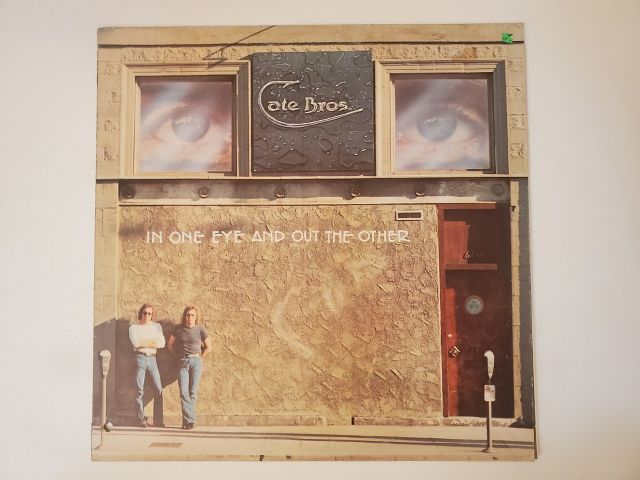 Cate Bros.
IN ONE EYE AND OUT THE OTHER